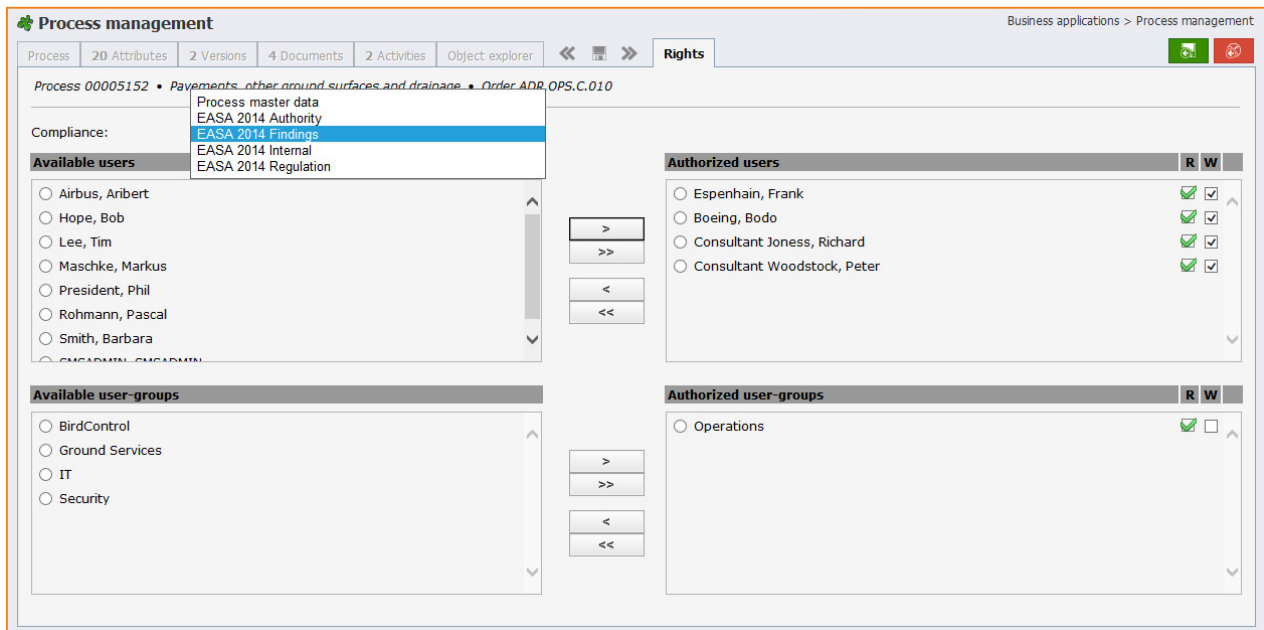 Process management
Business applications > Process management
Process 20 Attributes 2 Versions 4 Documents 2 Activities Object explorer Rights
Process 00005152 • Pavements, other ground surfaces and drainage • Order ADR.OPS.C.010
Process master data
EASA 2014 Authority
Compliance:
EASA 2014 Findings
EASA 2014 Internal
EASA 2014 Regulation
Available users
Authorized users R W
Airbus, Aribert
Hope, Bob
Lee, Tim
Maschke, Markus
President, Phil
Rohmann, Pascal
Smith, Barbara
CMSADMIN, CMSADMIN
>
>>
<
<<
Espenhain, Frank
Boeing, Bodo
Consultant Joness, Richard
Consultant Woodstock, Peter
Available user-groups
Authorized user-groups R W
BirdControl
Ground Services
IT
Security
>
>>
<
<<
Operations